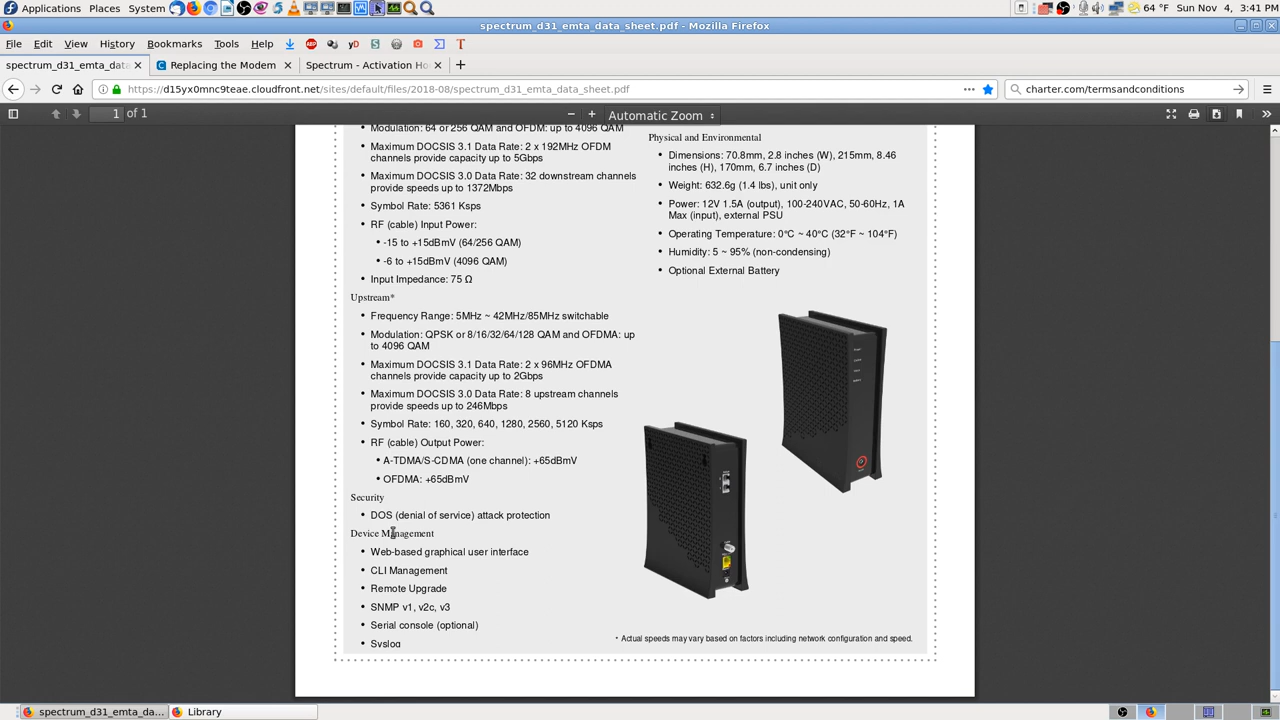 Applications Places System
64 °F Sun Nov 4, 3:41 PM
spectrum_d31_emta_data_sheet.pdf - Mozilla Firefox
File Edit View History Bookmarks Tools Help
spectrum_d31_emta_data
Replacing the Modem
Spectrum - Activation Ho
https://d15yx0mnc9teae.cloudfront.net/sites/default/files/2018-08/spectrum_d31_emta_data_sheet.pdf
charter.com/termsandconditions
1 of 1
Automatic Zoom
• Modulation: 64 or 256 QAM and OFDM: up to 4096 QAM
• Maximum DOCSIS 3.1 Data Rate: 2 x 192MHz OFDM
channels provide capacity up to 5Gbps
• Maximum DOCSIS 3.0 Data Rate: 32 downstream channels
provide speeds up to 1372Mbps
• Symbol Rate: 5361 Ksps
• RF (cable) Input Power:
• -15 to +15dBmV (64/256 QAM)
• -6 to +15dBmV (4096 QAM)
• Input Impedance: 75 Ω
Upstream*
• Frequency Range: 5MHz ~ 42MHz/85MHz switchable
• Modulation: QPSK or 8/16/32/64/128 QAM and OFDMA: up
to 4096 QAM
• Maximum DOCSIS 3.1 Data Rate: 2 x 96MHz OFDMA
channels provide capacity up to 2Gbps
• Maximum DOCSIS 3.0 Data Rate: 8 upstream channels
provide speeds up to 246Mbps
• Symbol Rate: 160, 320, 640, 1280, 2560, 5120 Ksps
• RF (cable) Output Power:
• A-TDMA/S-CDMA (one channel): +65dBmV
• OFDMA: +65dBmV
Security
• DOS (denial of service) attack protection
Device Management
• Web-based graphical user interface
• CLI Management
• Remote Upgrade
• SNMP v1, v2c, v3
• Serial console (optional)
• Syslog
Physical and Environmental
• Dimensions: 70.8mm, 2.8 inches (W), 215mm, 8.46
inches (H), 170mm, 6.7 inches (D)
• Weight: 632.6g (1.4 lbs), unit only
• Power: 12V 1.5A (output), 100-240VAC, 50-60Hz, 1A
Max (input), external PSU
• Operating Temperature: 0°C ~ 40°C (32°F ~ 104°F)
• Humidity: 5 ~ 95% (non-condensing)
• Optional External Battery
* Actual speeds may vary based on factors including network configuration and speed.
spectrum_d31_emta_da...
Library